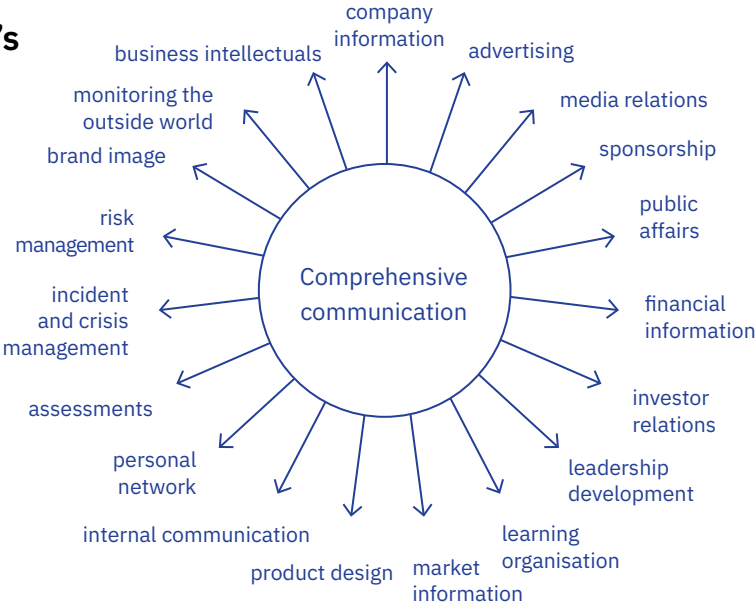 's
company
information
advertising
media relations
sponsorship
public
affairs
financial
information
investor
relations
leadership
development
learning
organisation
market
information
product design
internal communication
personal
network
assessments
incident
and crisis
management
risk
management
brand image
monitoring the
outside world
business intellectuals
Comprehensive
communication